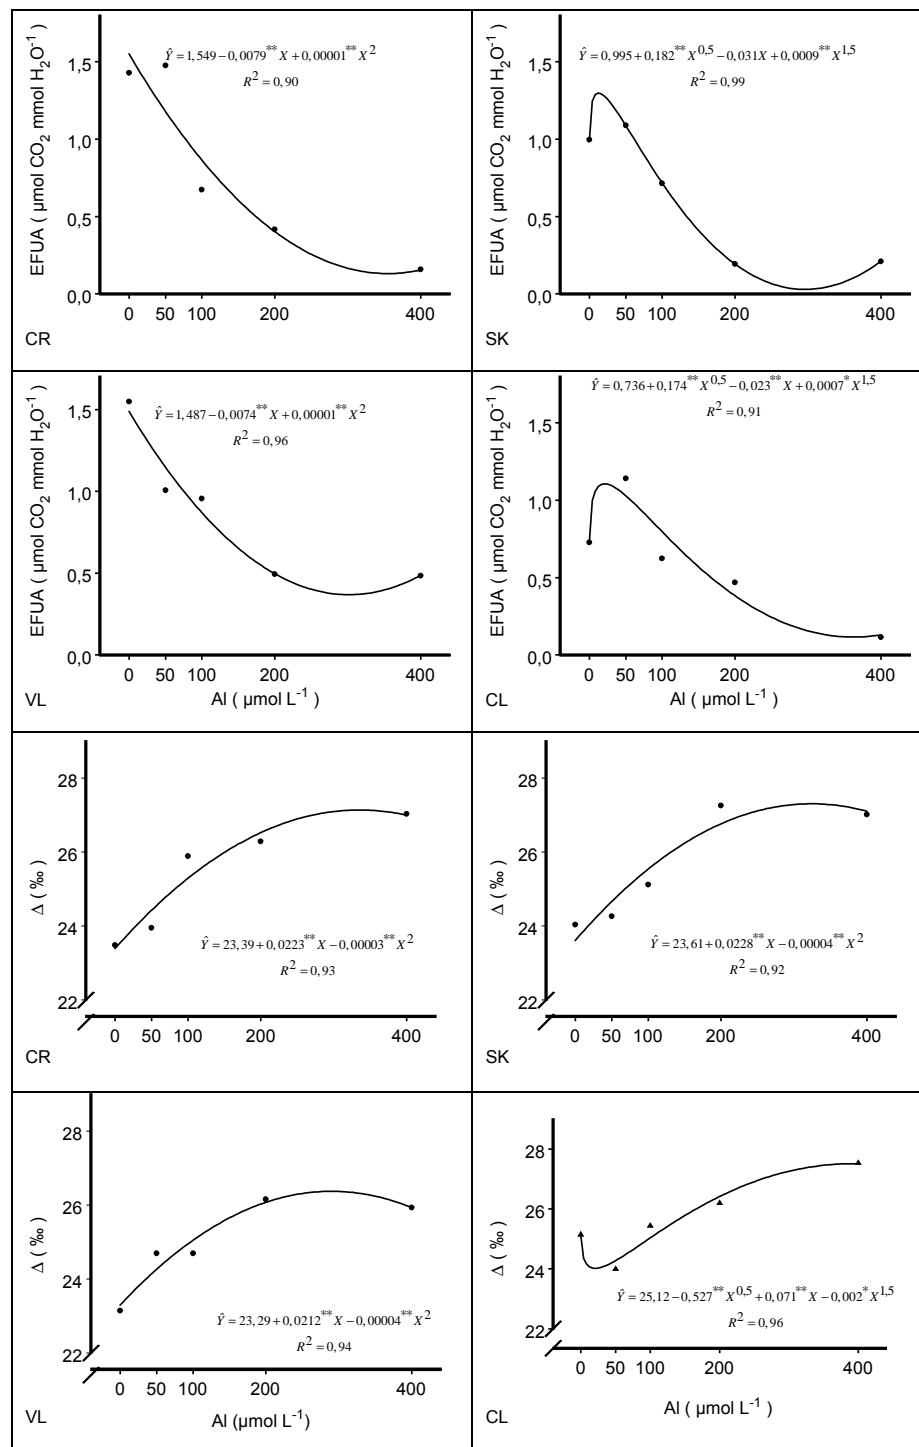 Ŷ = 1,549 − 0,0079** X + 0,00001** X²
R² = 0,90
EFUA ( µmol CO₂ mmol H₂O⁻¹ )
1,5
1,0
0,5
0,0
0 50 100 200 400
CR
Ŷ = 0,995 + 0,182** X⁰,⁵ − 0,031X + 0,0009** X¹,⁵
R² = 0,99
EFUA ( µmol CO₂ mmol H₂O⁻¹ )
1,5
1,0
0,5
0,0
0 50 100 200 400
SK
Ŷ = 1,487 − 0,0074** X + 0,00001** X²
R² = 0,96
EFUA ( µmol CO₂ mmol H₂O⁻¹ )
1,5
1,0
0,5
0,0
0 50 100 200 400
VL
Al ( µmol L⁻¹ )
Ŷ = 0,736 + 0,174** X⁰,⁵ − 0,023** X + 0,0007* X¹,⁵
R² = 0,91
EFUA ( µmol CO₂ mmol H₂O⁻¹ )
1,5
1,0
0,5
0,0
0 50 100 200 400
CL
Al ( µmol L⁻¹ )
28
26
24
22
Δ ( ‰ )
Ŷ = 23,39 + 0,0223** X − 0,00003** X²
R² = 0,93
0 50 100 200 400
CR
28
26
24
22
Δ ( ‰ )
Ŷ = 23,61 + 0,0228** X − 0,00004** X²
R² = 0,92
0 50 100 200 400
SK
28
26
24
22
Δ ( ‰ )
Ŷ = 23,29 + 0,0212** X − 0,00004** X²
R² = 0,94
0 50 100 200 400
VL
Al (µmol L⁻¹ )
28
26
24
22
Δ ( ‰ )
Ŷ = 25,12 − 0,527** X⁰,⁵ + 0,071** X − 0,002* X¹,⁵
R² = 0,96
0 50 100 200 400
CL
Al ( µmol L⁻¹ )